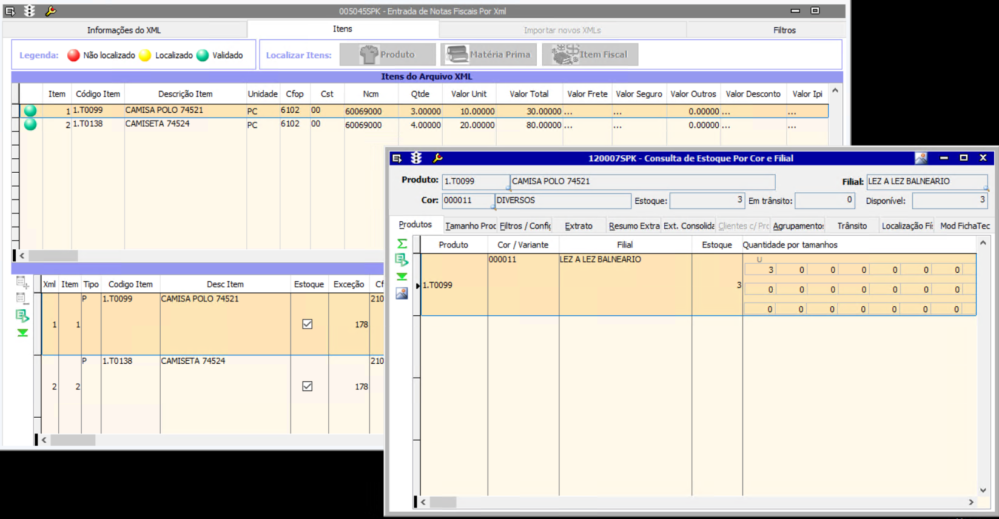 005045SPK - Entrada de Notas Fiscais Por Xml
Informações do XML Itens Importar novos XMLs Filtros
Legenda: Não localizado Localizado Validado Localizar Itens: Produto Matéria Prima Item Fiscal
Itens do Arquivo XML
Item Código Item Descrição Item Unidade Cfop Cst Ncm Qtde Valor Unit Valor Total Valor Frete Valor Seguro Valor Outros Valor Desconto Valor Ipi
1 1.T0099 CAMISA POLO 74521 PC 6102 00 60069000 3.00000 10.00000 30.00000 ... ... 0.00000 ... ...
2 1.T0138 CAMISETA 74524 PC 6102 00 60069000 4.00000 20.00000 80.00000 ... ... 0.00000 ... ...
Xml Item Tipo Codigo Item Desc Item Estoque Exceção Cf
P 1.T0099 CAMISA POLO 74521 210
1 1 178
P 1.T0138 CAMISETA 74524 210
2 2 178
120007SPK - Consulta de Estoque Por Cor e Filial
Produto: 1.T0099 CAMISA POLO 74521 Filial: LEZ A LEZ BALNEARIO
Cor: 000011 DIVERSOS Estoque: 3 Em trânsito: 0 Disponível: 3
Produtos Tamanho Proc Filtros / Config Extrato Resumo Extra Ext. Consolida Clientes c/ Pro Agrupamentos Trânsito Localização Fí Mod FichaTec
Produto Cor / Variante Filial Estoque Quantidade por tamanhos
000011 LEZ A LEZ BALNEARIO U
3 0 0 0 0 0 0
1.T0099 3 0 0 0 0 0 0 0
0 0 0 0 0 0 0